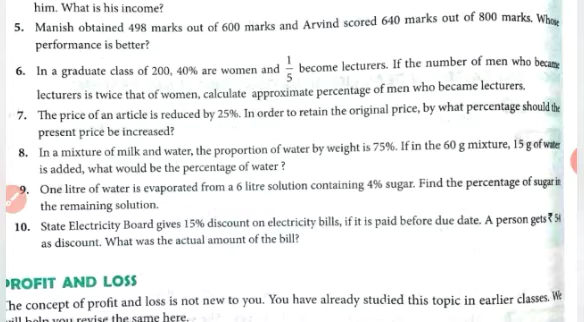 him. What is his income?
5. Manish obtained 498 marks out of 600 marks and Arvind scored 640 marks out of 800 marks. Whose
performance is better?
6. In a graduate class of 200, 40% are women and 1/5 become lecturers. If the number of men who became
lecturers is twice that of women, calculate approximate percentage of men who became lecturers.
7. The price of an article is reduced by 25%. In order to retain the original price, by what percentage should the
present price be increased?
8. In a mixture of milk and water, the proportion of water by weight is 75%. If in the 60 g mixture, 15 g of water
is added, what would be the percentage of water ?
9. One litre of water is evaporated from a 6 litre solution containing 4% sugar. Find the percentage of sugar in
the remaining solution.
10. State Electricity Board gives 15% discount on electricity bills, if it is paid before due date. A person gets ₹
as discount. What was the actual amount of the bill?
PROFIT AND LOSS
The concept of profit and loss is not new to you. You have already studied this topic in earlier classes. We
will help you revise the same here.